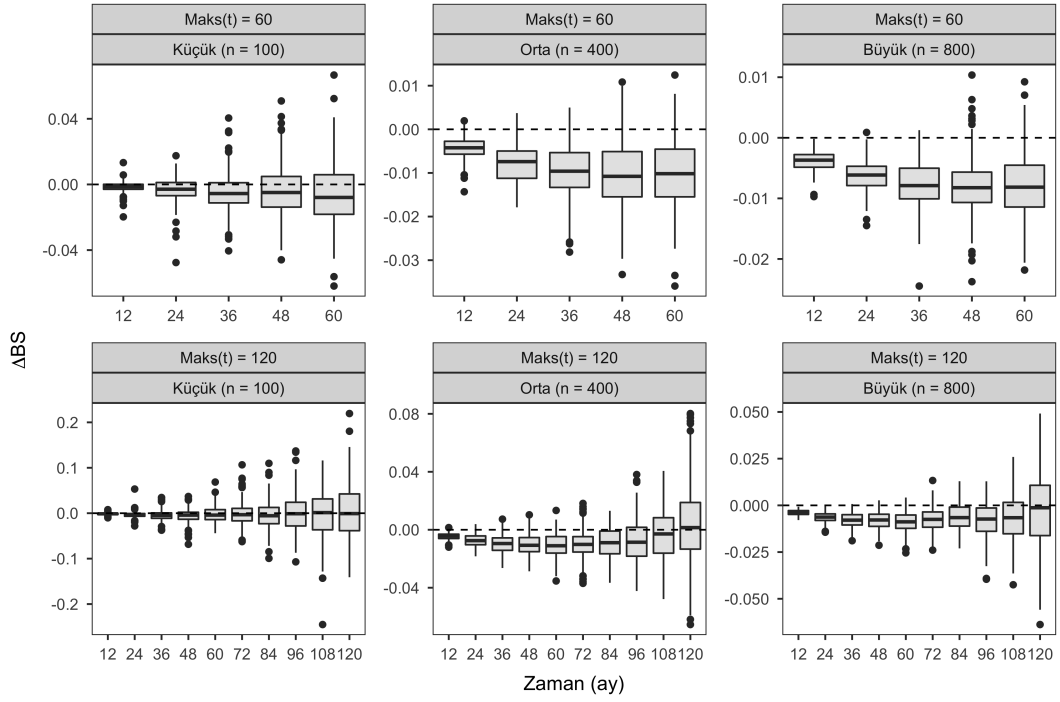 Maks(t) = 60
Küçük (n = 100)
0.04
0.00
-0.04
12 24 36 48 60
Maks(t) = 60
Orta (n = 400)
0.01
0.00
-0.01
-0.02
-0.03
12 24 36 48 60
Maks(t) = 60
Büyük (n = 800)
0.01
0.00
-0.01
-0.02
12 24 36 48 60
ΔBS
Maks(t) = 120
Küçük (n = 100)
0.2
0.1
0.0
-0.1
-0.2
12 24 36 48 60 72 84 96 108 120
Maks(t) = 120
Orta (n = 400)
0.08
0.04
0.00
-0.04
12 24 36 48 60 72 84 96 108 120
Maks(t) = 120
Büyük (n = 800)
0.050
0.025
0.000
-0.025
-0.050
12 24 36 48 60 72 84 96 108 120
Zaman (ay)